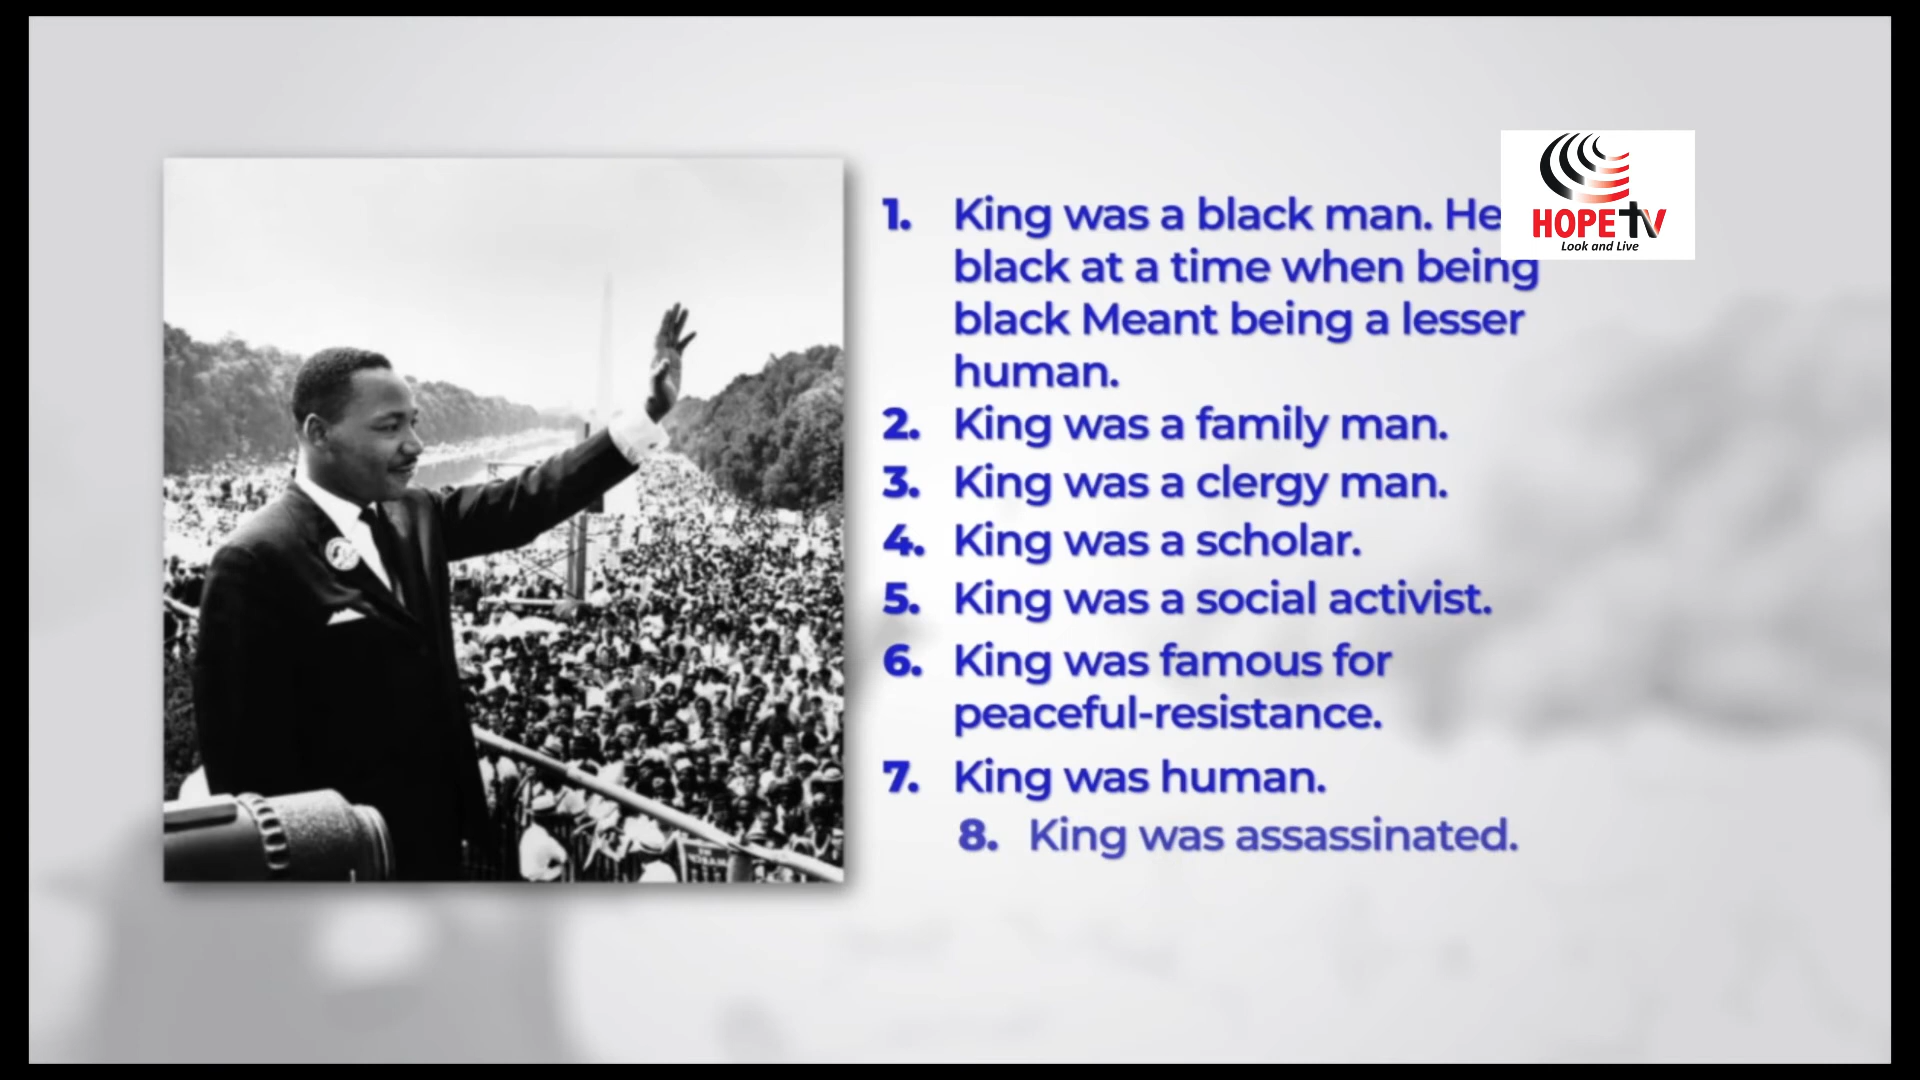 HOPE TV
Look and Live
1. King was a black man. He
black at a time when being
black Meant being a lesser
human.
2. King was a family man.
3. King was a clergy man.
4. King was a scholar.
5. King was a social activist.
6. King was famous for
peaceful-resistance.
7. King was human.
8. King was assassinated.